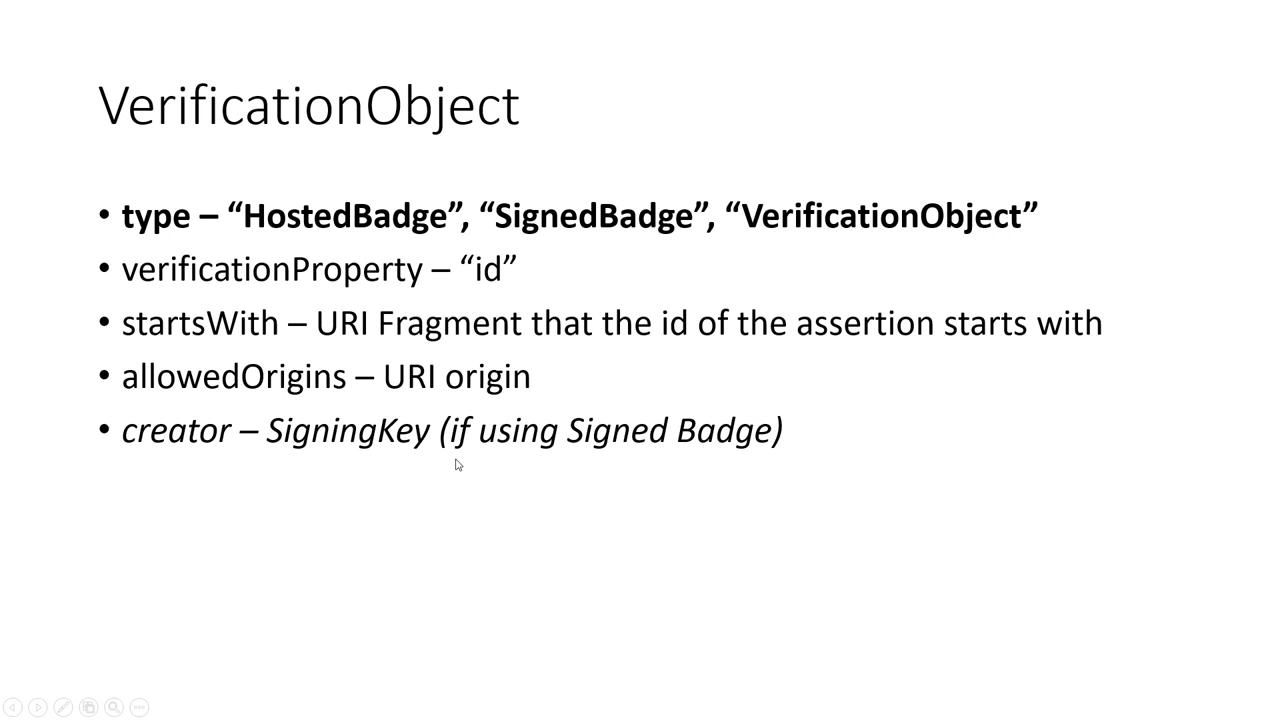 VerificationObject
• type – “HostedBadge”, “SignedBadge”, “VerificationObject”
• verificationProperty – “id”
• startsWith – URI Fragment that the id of the assertion starts with
• allowedOrigins – URI origin
• creator – SigningKey (if using Signed Badge)